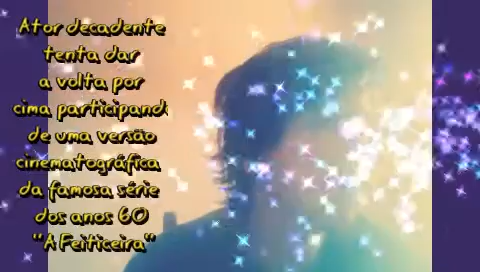 Ator decadente
tenta dar
a volta por
cima participand
de uma versão
cinematográfica
da famosa série
dos anos 60
"A Feiticeira"